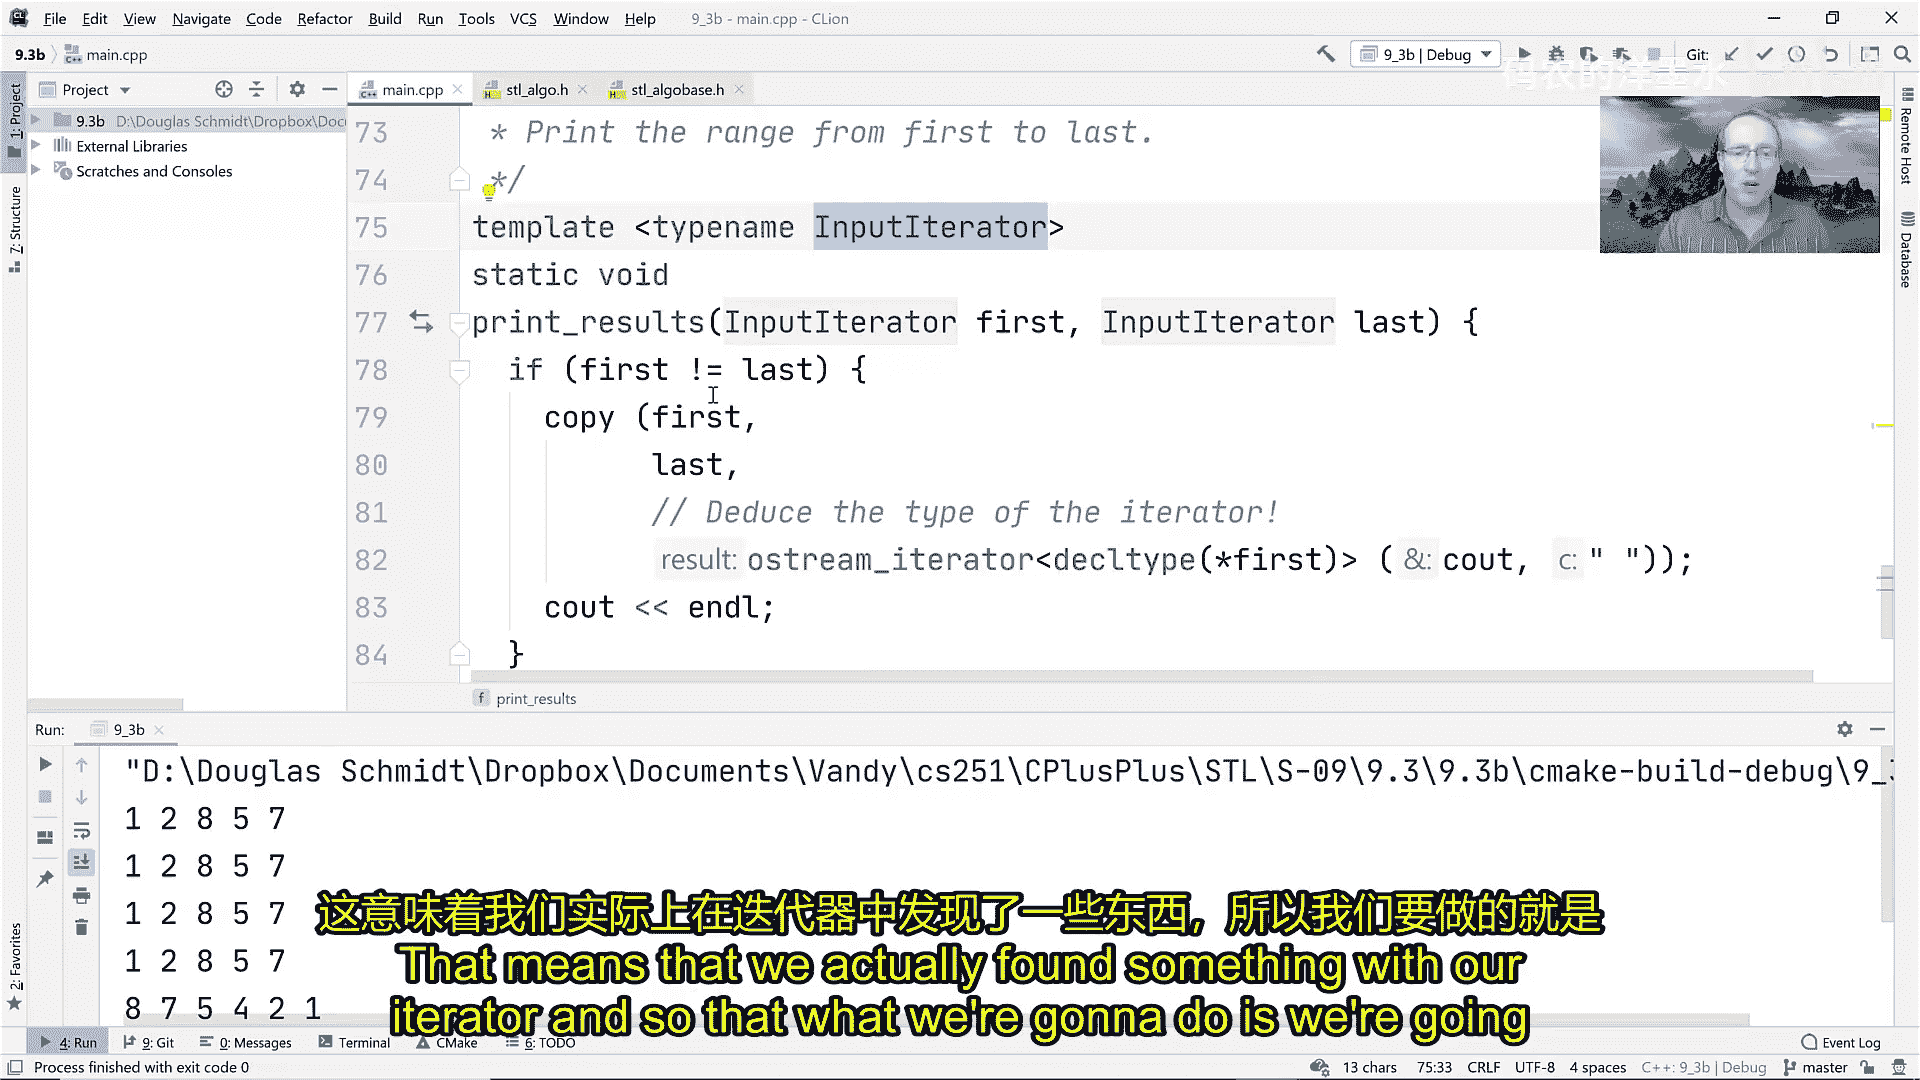 File Edit View Navigate Code Refactor Build Run Tools VCS Window Help 9_3b - main.cpp - CLion
9.3b main.cpp 9_3b | Debug Git:
码农的洋墨水
Project main.cpp stl_algo.h stl_algobase.h
1: Project
7: Structure
2: Favorites
Remote Host
Database
9.3b D:\Douglas Schmidt\Dropbox\Doc
External Libraries
Scratches and Consoles
73 * Print the range from first to last.
74 */
75 template <typename InputIterator>
76 static void
77 print_results(InputIterator first, InputIterator last) {
78 if (first != last) {
79 copy (first,
80 last,
81 // Deduce the type of the iterator!
82 result: ostream_iterator<decltype(*first)> ( &: cout, c: " "));
83 cout << endl;
84 }
f print_results
Run: 9_3b
"D:\Douglas Schmidt\Dropbox\Documents\Vandy\cs251\CPlusPlus\STL\S-09\9.3\9.3b\cmake-build-debug\9_
1 2 8 5 7
1 2 8 5 7
1 2 8 5 7
1 2 8 5 7
8 7 5 4 2 1
这意味着我们实际上在迭代器中发现了一些东西，所以我们要做的就是
That means that we actually found something with our
iterator and so that what we're gonna do is we're going
4: Run 9: Git 0: Messages Terminal CMake 6: TODO Event Log
Process finished with exit code 0 13 chars 75:33 CRLF UTF-8 4 spaces C++: 9_3b | Debug master